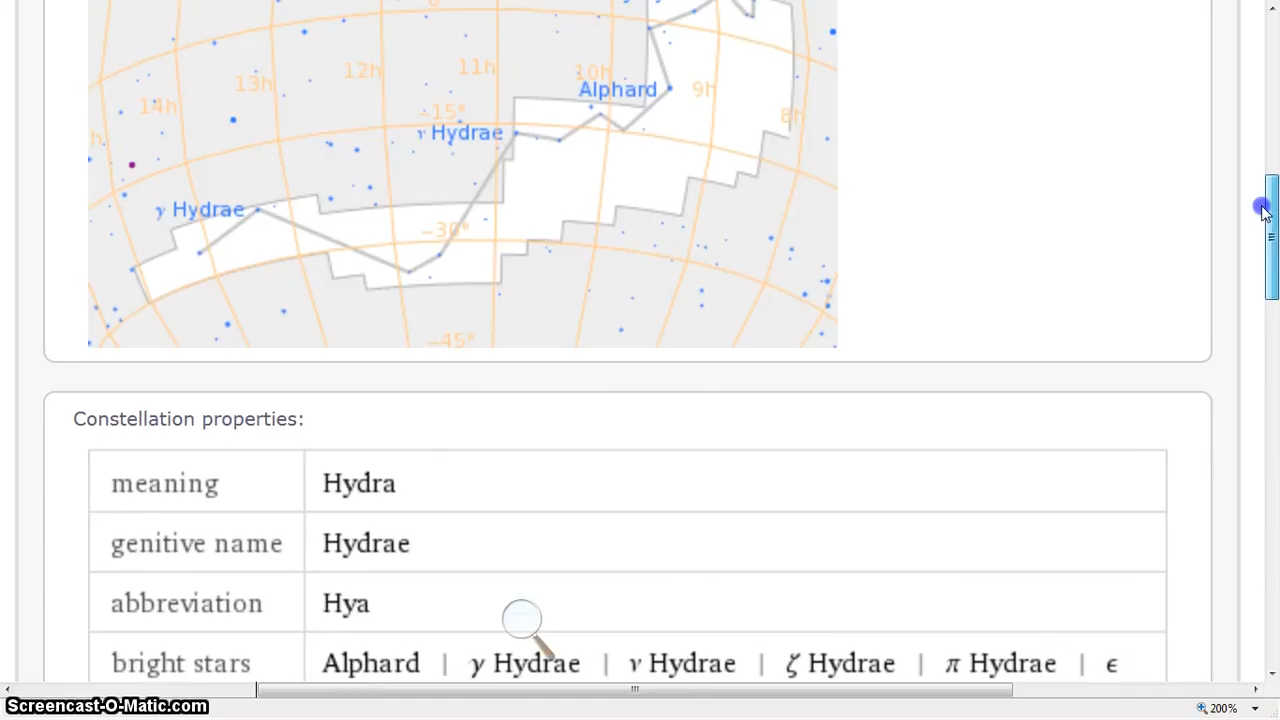 0°
14h 13h 12h 11h 10h 9h 8h
Alphard
−15°
ν Hydrae
h
γ Hydrae
−30°
−45°
Constellation properties:
meaning Hydra
genitive name Hydrae
abbreviation Hya
bright stars Alphard | γ Hydrae | ν Hydrae | ζ Hydrae | π Hydrae | ϵ
Screencast-O-Matic.com
200%